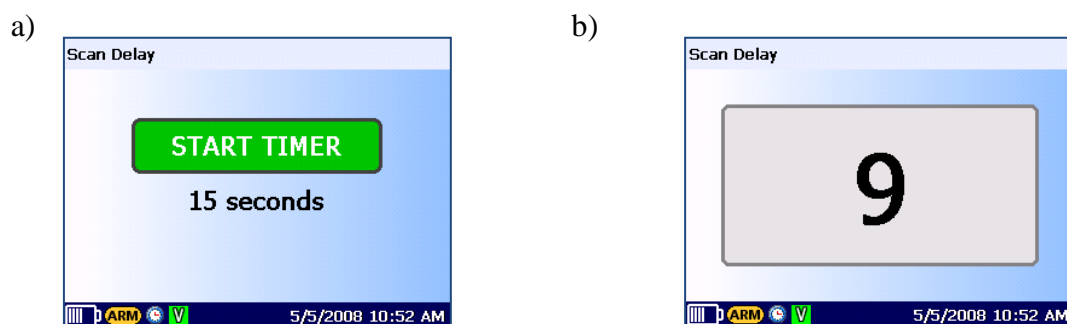 a)
Scan Delay
START TIMER
15 seconds
ARM V 5/5/2008 10:52 AM
b)
Scan Delay
9
ARM V 5/5/2008 10:52 AM